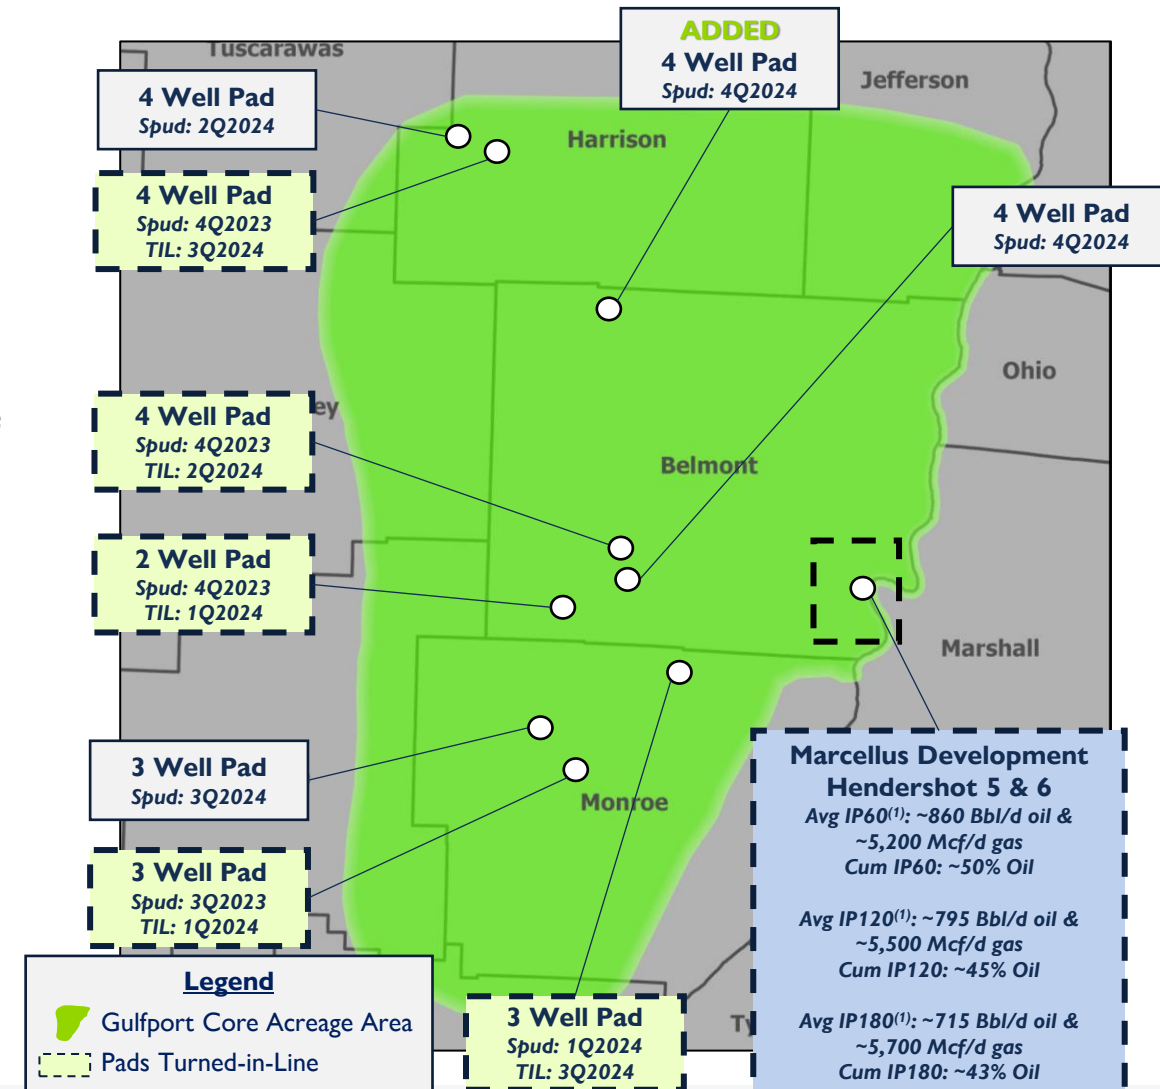 Tuscarawas
ADDED
4 Well Pad
Spud: 4Q2024
Jefferson
4 Well Pad
Spud: 2Q2024
Harrison
4 Well Pad
Spud: 4Q2023
TIL: 3Q2024
4 Well Pad
Spud: 4Q2024
Ohio
4 Well Pad
Spud: 4Q2023
TIL: 2Q2024
ey
Belmont
2 Well Pad
Spud: 4Q2023
TIL: 1Q2024
Marshall
3 Well Pad
Spud: 3Q2024
Monroe
3 Well Pad
Spud: 3Q2023
TIL: 1Q2024
Marcellus Development
Hendershot 5 & 6
Avg IP60(1): ~860 Bbl/d oil &
~5,200 Mcf/d gas
Cum IP60: ~50% Oil
Avg IP120(1): ~795 Bbl/d oil &
~5,500 Mcf/d gas
Cum IP120: ~45% Oil
Avg IP180(1): ~715 Bbl/d oil &
~5,700 Mcf/d gas
Cum IP180: ~43% Oil
Legend
Gulfport Core Acreage Area
Pads Turned-in-Line
3 Well Pad
Spud: 1Q2024
TIL: 3Q2024
Ty